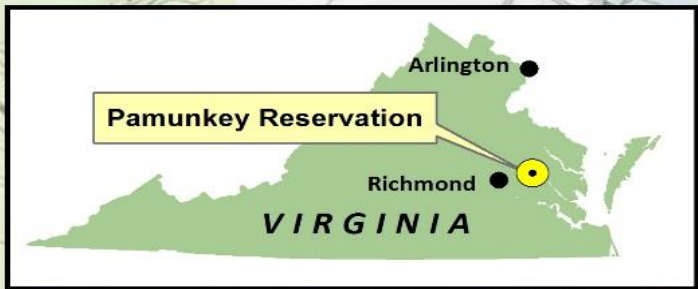 Arlington
Pamunkey Reservation
Richmond
VIRGINIA